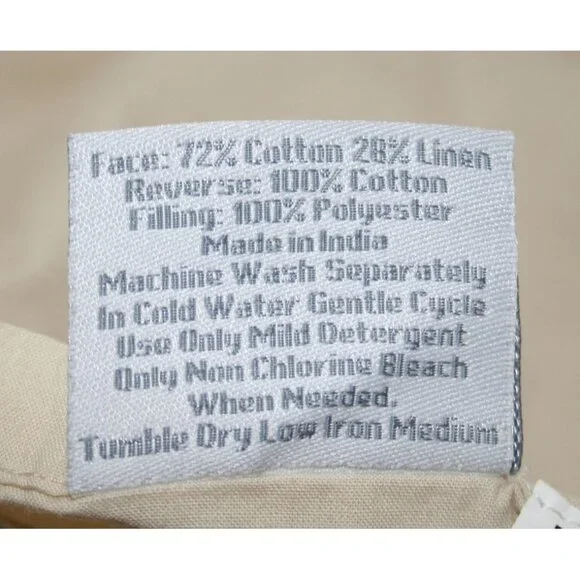 Face: 72% Cotton 28% Linen
Reverse: 100% Cotton
Filling: 100% Polyester
Made in India
Machine Wash Separately
In Cold Water Gentle Cycle
Use Only Mild Detergent
Only Non Chlorine Bleach
When Needed.
Tumble Dry Low Iron Medium